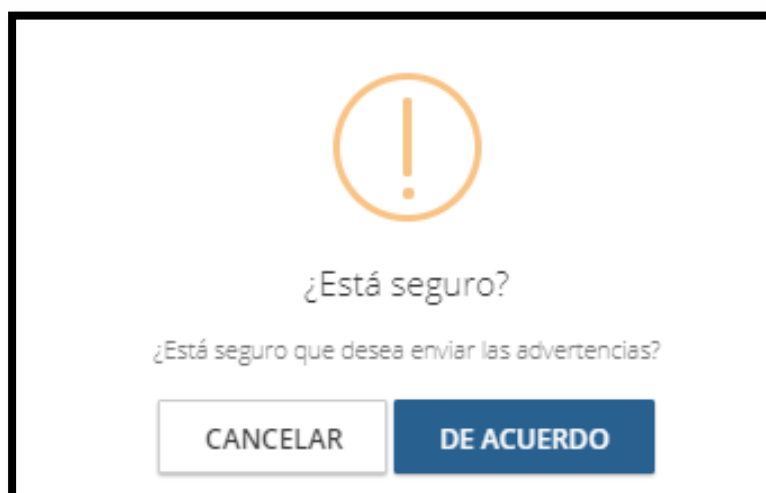 ¿Está seguro?
¿Está seguro que desea enviar las advertencias?
CANCELAR
DE ACUERDO